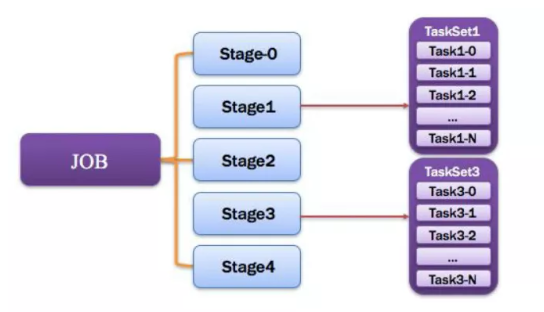 JOB
Stage-0
Stage1
Stage2
Stage3
Stage4
TaskSet1
Task1-0
Task1-1
Task1-2
...
Task1-N
TaskSet3
Task3-0
Task3-1
Task3-2
...
Task3-N